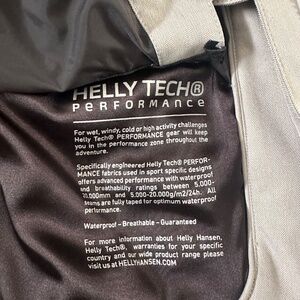 HELLY TECH®
PERFORMANCE
For wet, windy, cold or high activity challenges
Helly Tech® PERFORMANCE gear will keep
you in the performance zone throughout the
adventure.
Specifically engineered Helly Tech® PERFOR-
MANCE fabrics used in sport specific designs
offers advanced performance with waterproof
and breathability ratings between 5.000-
mm and 5.000-20.000g/m2/24h. All
seams are fully taped for optimum waterproof
performance.
Waterproof - Breathable - Guaranteed
For more information about Helly Hansen,
Helly Tech®, warranties for your specific
country and our wide product range please
visit us at HELLYHANSEN.COM